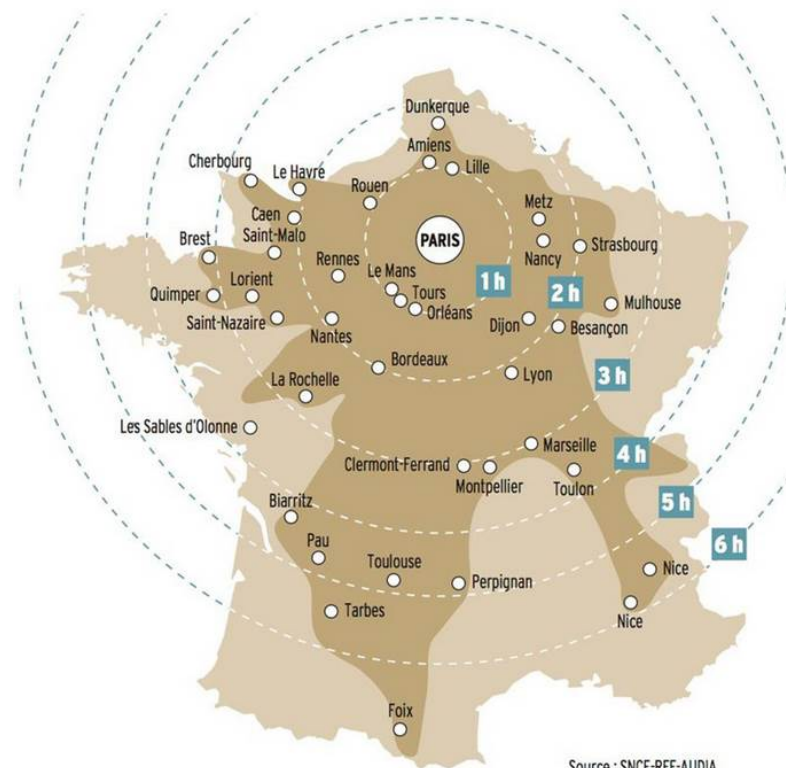 Dunkerque
Amiens
Lille
Cherbourg
Le Havre
Rouen
Metz
Caen
Saint-Malo
PARIS
Strasbourg
Nancy
Brest
Rennes
Le Mans
1 h
Tours
2 h
Quimper
Lorient
Orléans
Mulhouse
Saint-Nazaire
Nantes
Dijon
Besançon
Bordeaux
Lyon
3 h
La Rochelle
Les Sables d'Olonne
Marseille
4 h
Clermont-Ferrand
Montpellier
Toulon
5 h
Biarritz
6 h
Pau
Toulouse
Perpignan
Nice
Tarbes
Nice
Foix
Source : SNCF-RFF-AUDIA